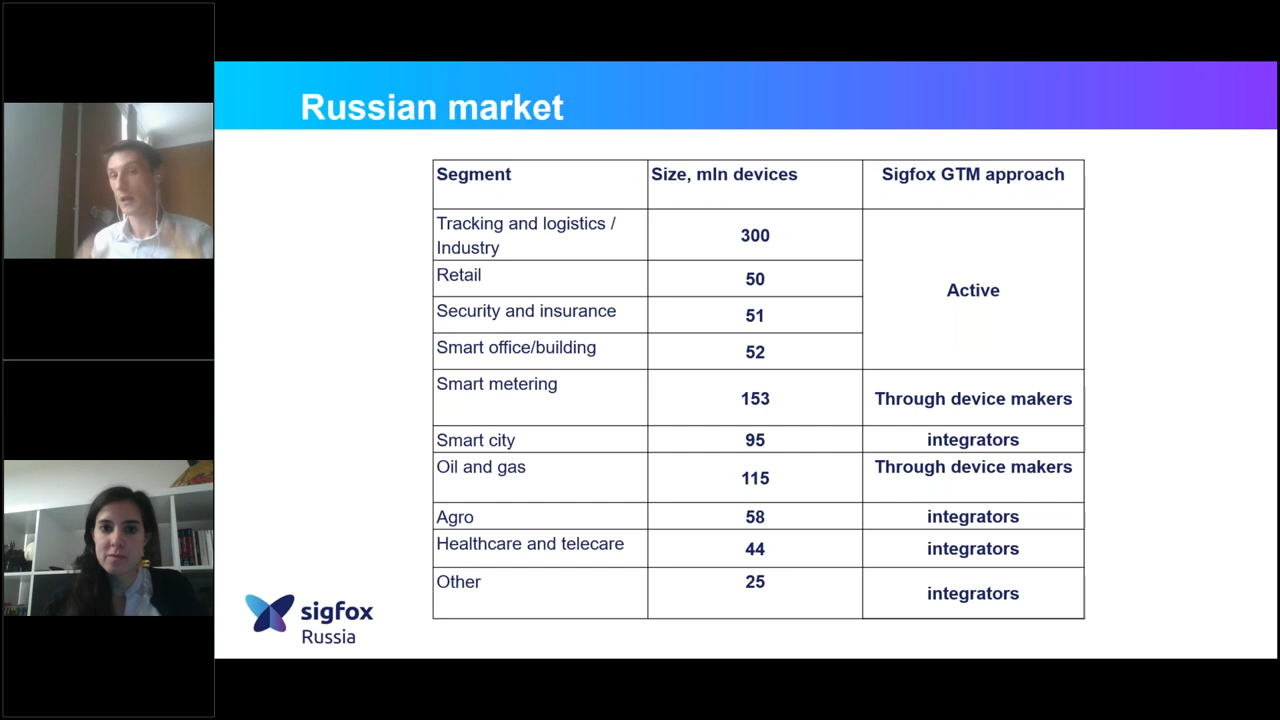 Russian market
Segment
Size, mln devices
Sigfox GTM approach
Tracking and logistics /
Industry
300
Active
Retail
50
Security and insurance
51
Smart office/building
52
Smart metering
153
Through device makers
Smart city
95
integrators
Oil and gas
115
Through device makers
Agro
58
integrators
Healthcare and telecare
44
integrators
Other
25
integrators
sigfox
Russia